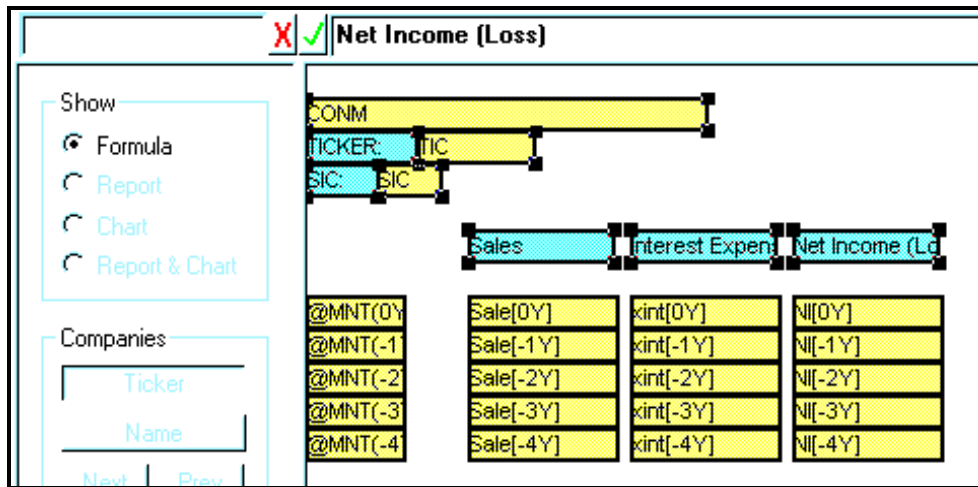 X ✓ Net Income (Loss)
Show
Formula
Report
Chart
Report & Chart
Companies
Ticker
Name
Next Prev
CONM
TICKER: TIC
SIC: SIC
Sales Interest Expen Net Income (Lo
@MNT(0Y Sale[0Y] xint[0Y] NI[0Y]
@MNT(-1 Sale[-1Y] xint[-1Y] NI[-1Y]
@MNT(-2 Sale[-2Y] xint[-2Y] NI[-2Y]
@MNT(-3 Sale[-3Y] xint[-3Y] NI[-3Y]
@MNT(-4 Sale[-4Y] xint[-4Y] NI[-4Y]